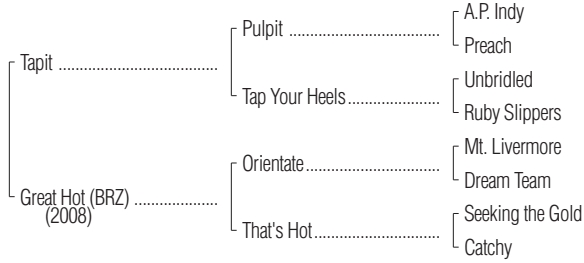 A.P. Indy
Pulpit
Preach
Tapit
Unbridled
Tap Your Heels
Ruby Slippers
Mt. Livermore
Orientate
Dream Team
Great Hot (BRZ)
(2008)
Seeking the Gold
That's Hot
Catchy